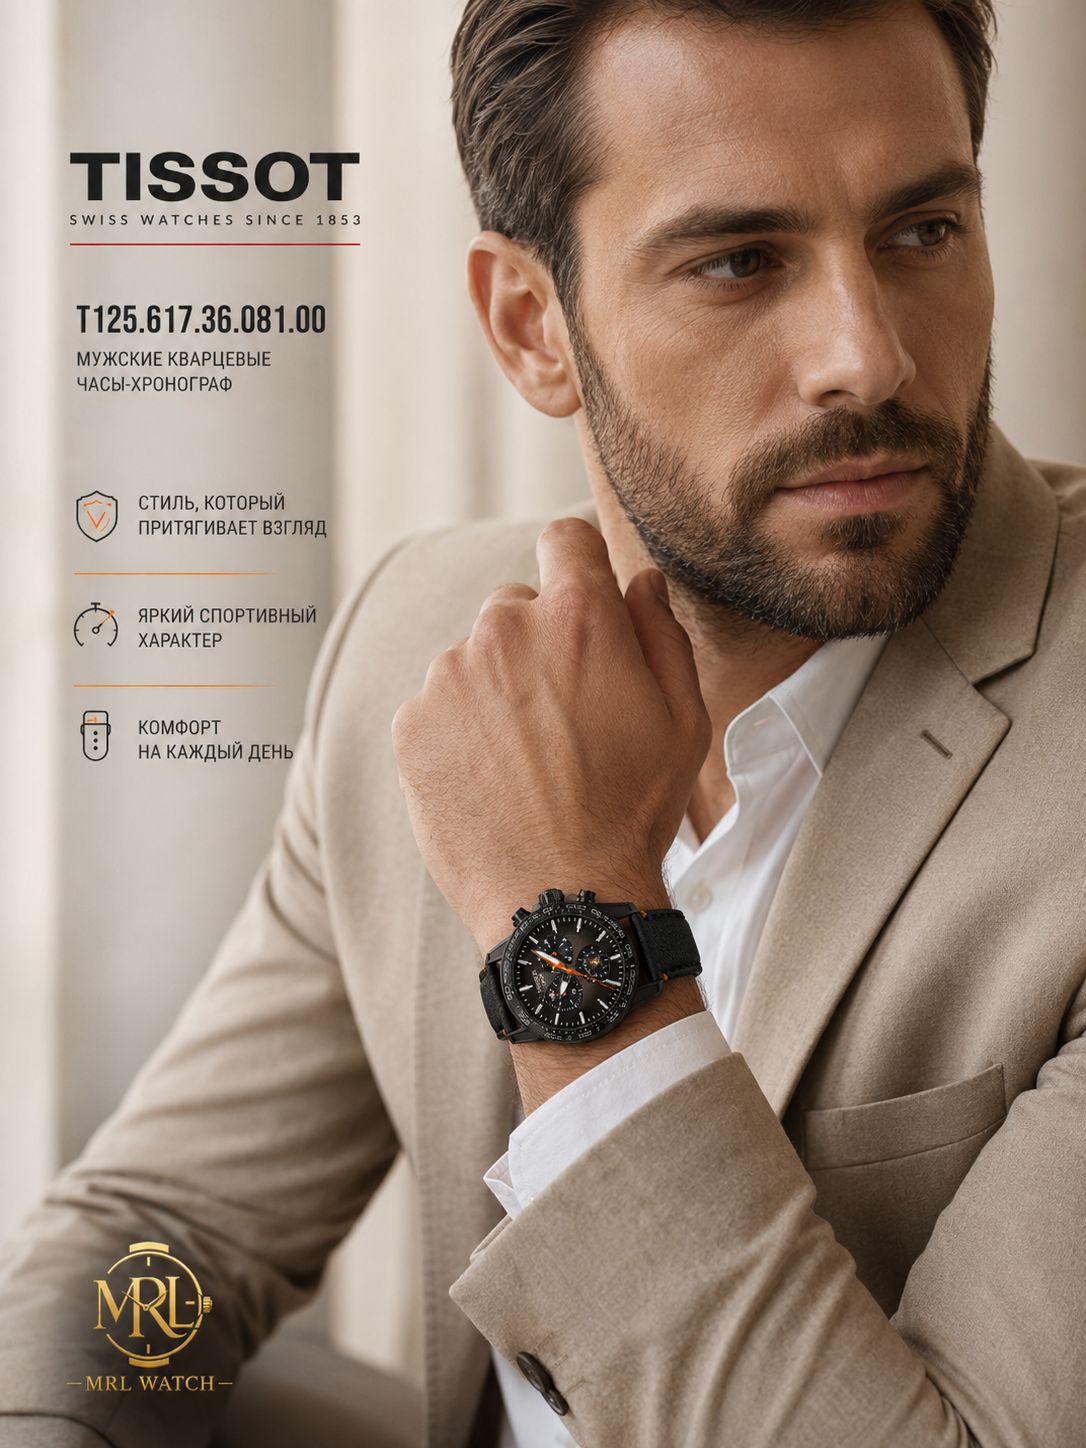 TISSOT
SWISS WATCHES SINCE 1853
T125.617.36.081.00
МУЖСКИЕ КВАРЦЕВЫЕ
ЧАСЫ-ХРОНОГРАФ
СТИЛЬ, КОТОРЫЙ
ПРИТЯГИВАЕТ ВЗГЛЯД
ЯРКИЙ СПОРТИВНЫЙ
ХАРАКТЕР
КОМФОРТ
НА КАЖДЫЙ ДЕНЬ
MRL
MRL WATCH